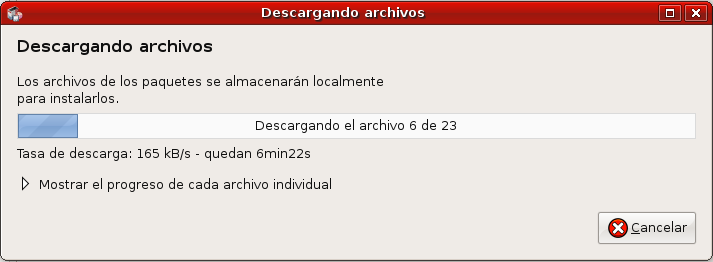 Descargando archivos
Descargando archivos
Los archivos de los paquetes se almacenarán localmente
para instalarlos.
Descargando el archivo 6 de 23
Tasa de descarga: 165 kB/s - quedan 6min22s
Mostrar el progreso de cada archivo individual
Cancelar